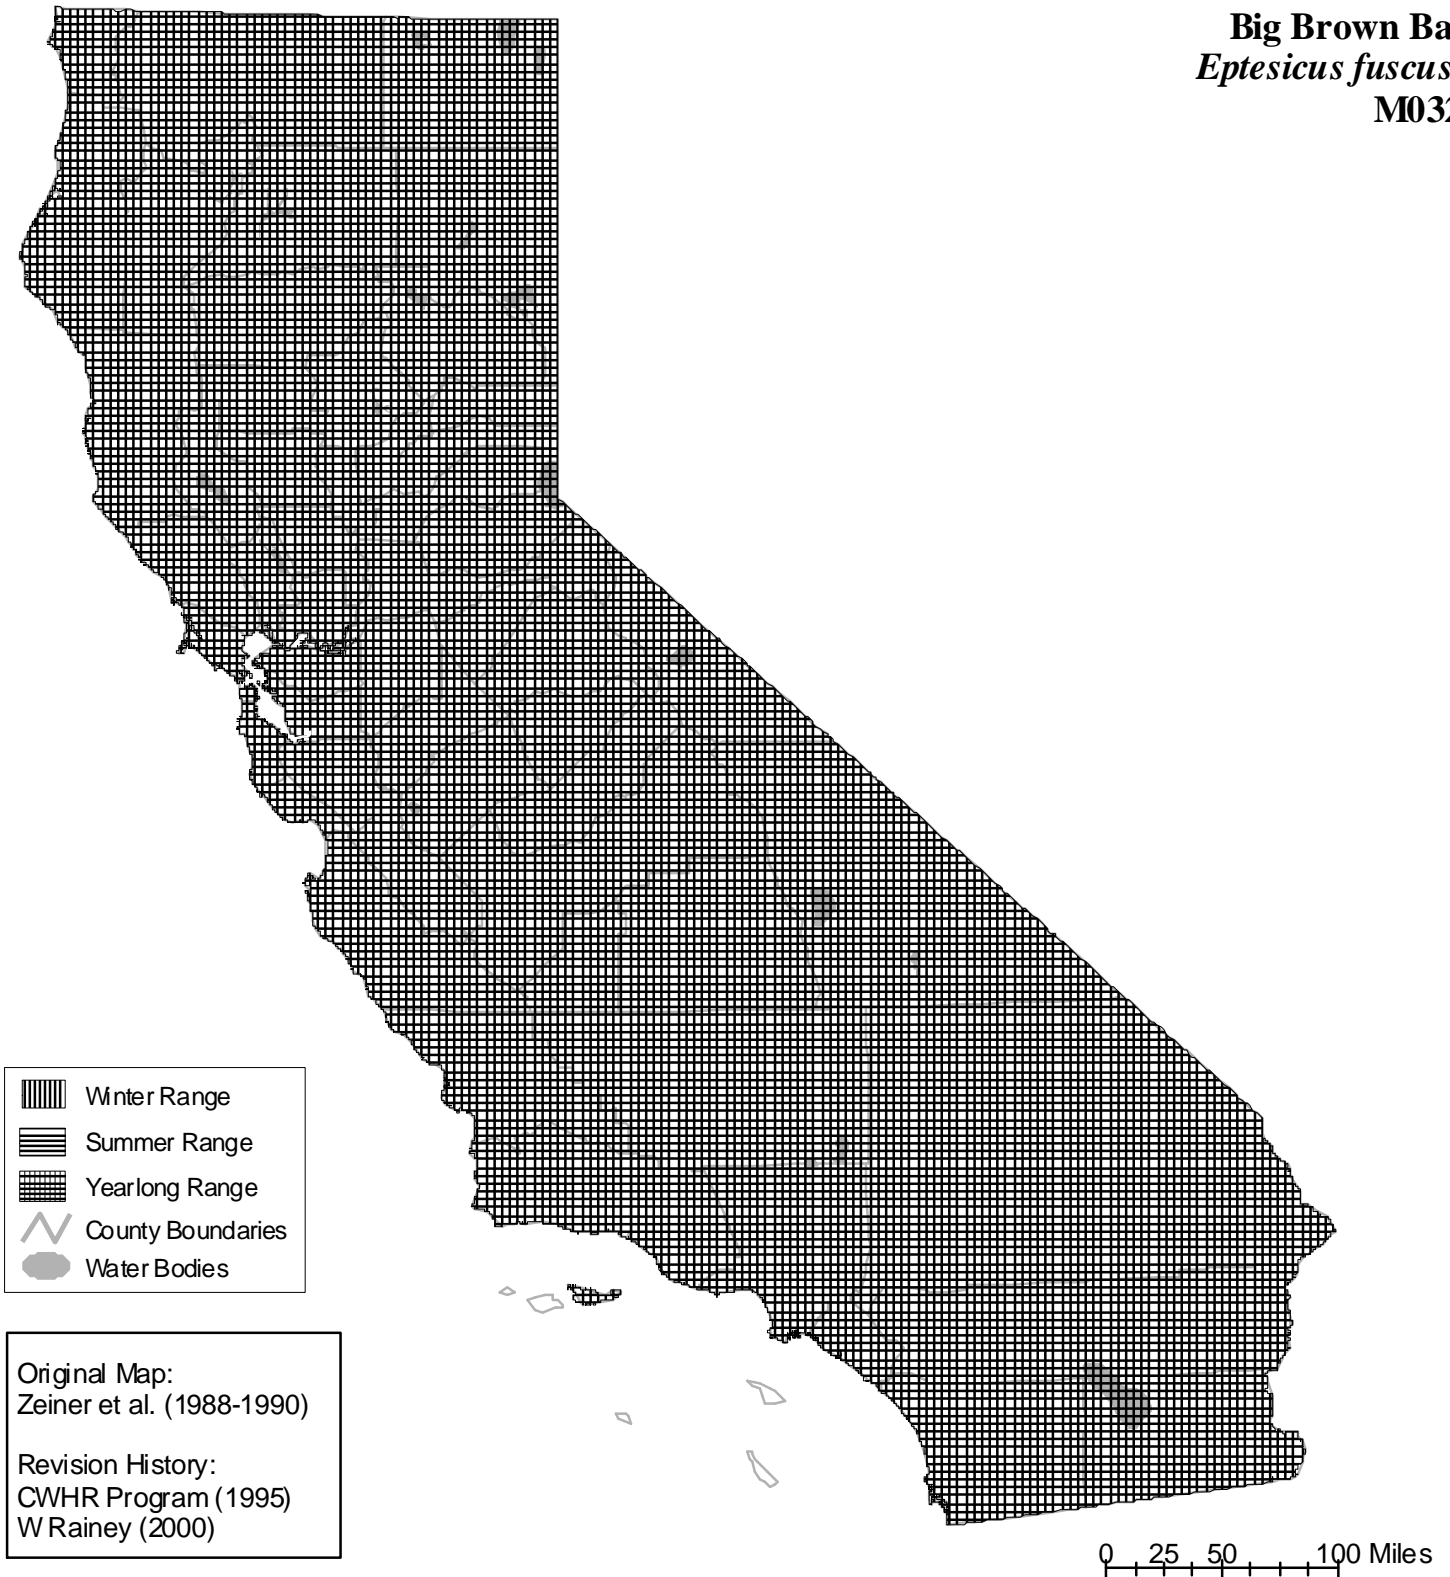 Big Brown Ba
Eptesicus fuscus
M032
Winter Range
Summer Range
Yearlong Range
County Boundaries
Water Bodies
Original Map:
Zeiner et al. (1988-1990)
Revision History:
CWHR Program (1995)
W Rainey (2000)
0 25 50 100 Miles